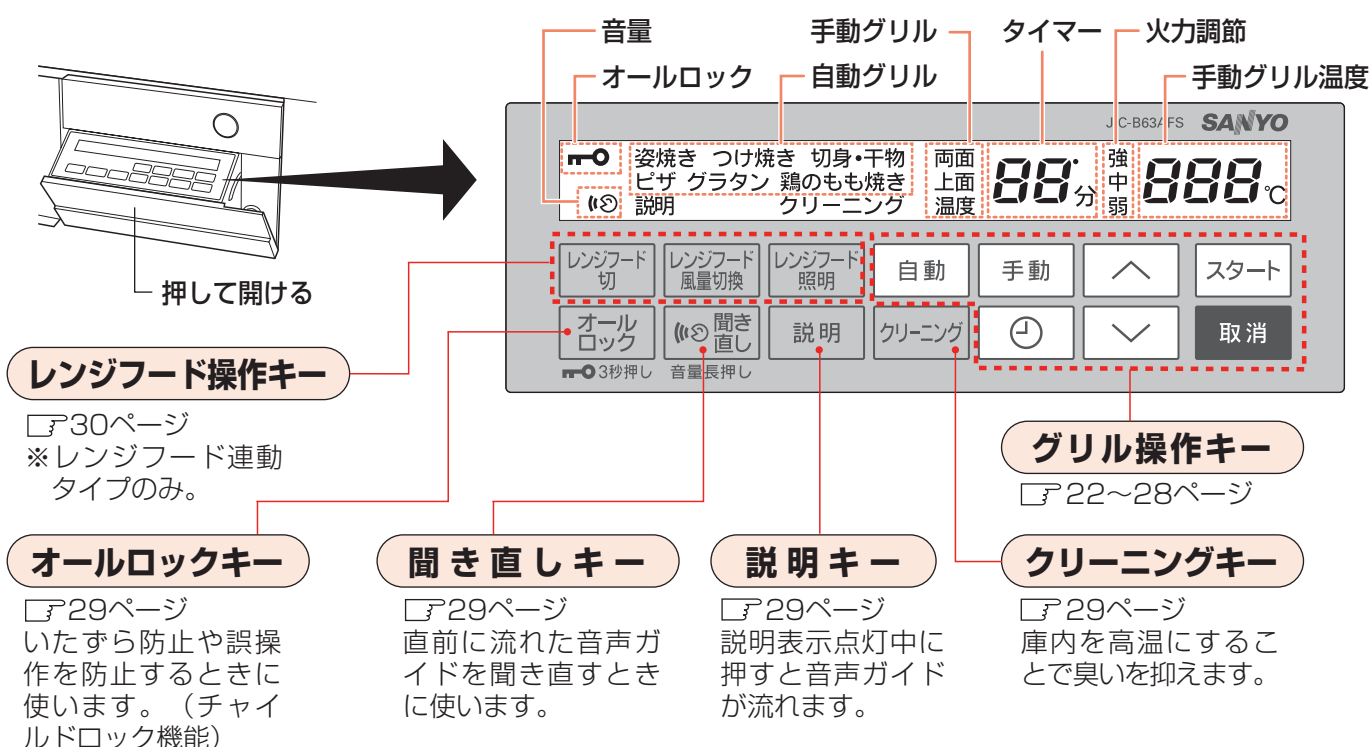 音量
手動グリル
タイマー
火力調節
オールロック
自動グリル
手動グリル温度
JIC-B63AFS SANYO
姿焼き つけ焼き 切身・干物
ピザ グラタン 鶏のもも焼き
説明 クリーニング
両面
上面
温度
88分
強
中
弱
888℃
レンジフード
切
レンジフード
風量切換
レンジフード
照明
自動
手動
スタート
オール
ロック
聞き
直し
説明
クリーニング
取消
3秒押し
音量長押し
押して開ける
レンジフード操作キー
30ページ
※レンジフード連動
タイプのみ。
グリル操作キー
22〜28ページ
オールロックキー
29ページ
いたずら防止や誤操
作を防止するときに
使います。（チャイ
ルドロック機能）
聞き直しキー
29ページ
直前に流れた音声ガ
イドを聞き直すとき
に使います。
説明キー
29ページ
説明表示点灯中に
押すと音声ガイド
が流れます。
クリーニングキー
29ページ
庫内を高温にするこ
とで臭いを抑えます。